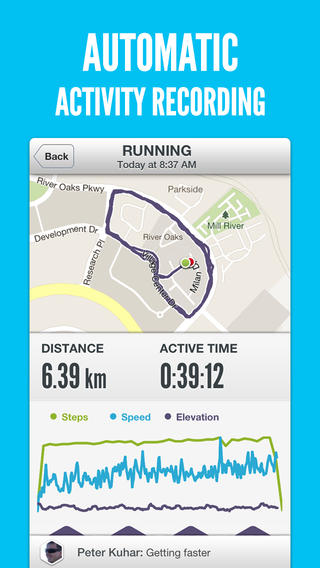 AUTOMATIC
ACTIVITY RECORDING
Back
RUNNING
Today at 8:37 AM
River Oaks Pkwy
Parkside
Mill River
Development Dr
River Oaks
Research Pl
Village Center Dr
Milan
DISTANCE
ACTIVE TIME
6.39 km
0:39:12
Steps
Speed
Elevation
Peter Kuhar: Getting faster